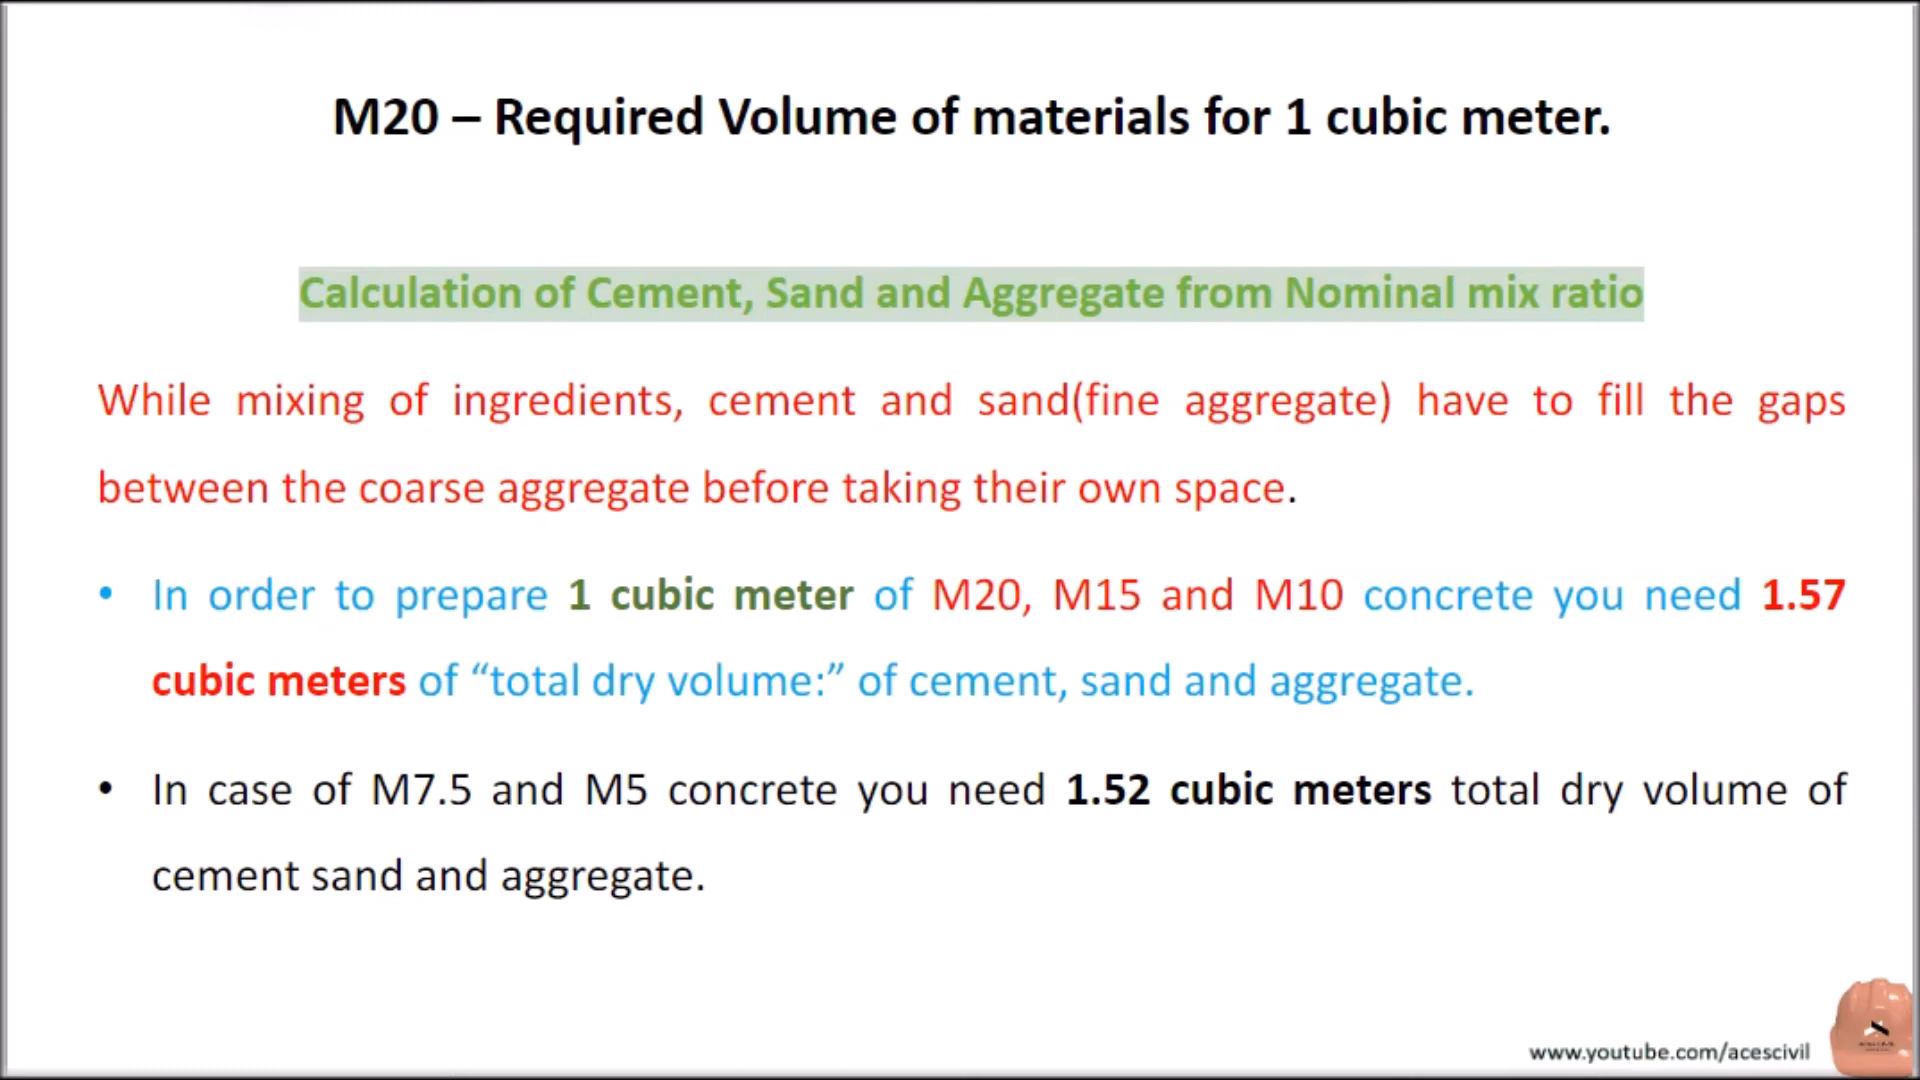 M20 – Required Volume of materials for 1 cubic meter.
Calculation of Cement, Sand and Aggregate from Nominal mix ratio
While mixing of ingredients, cement and sand(fine aggregate) have to fill the gaps
between the coarse aggregate before taking their own space.
• In order to prepare 1 cubic meter of M20, M15 and M10 concrete you need 1.57
cubic meters of “total dry volume:” of cement, sand and aggregate.
• In case of M7.5 and M5 concrete you need 1.52 cubic meters total dry volume of
cement sand and aggregate.
www.youtube.com/acescivil